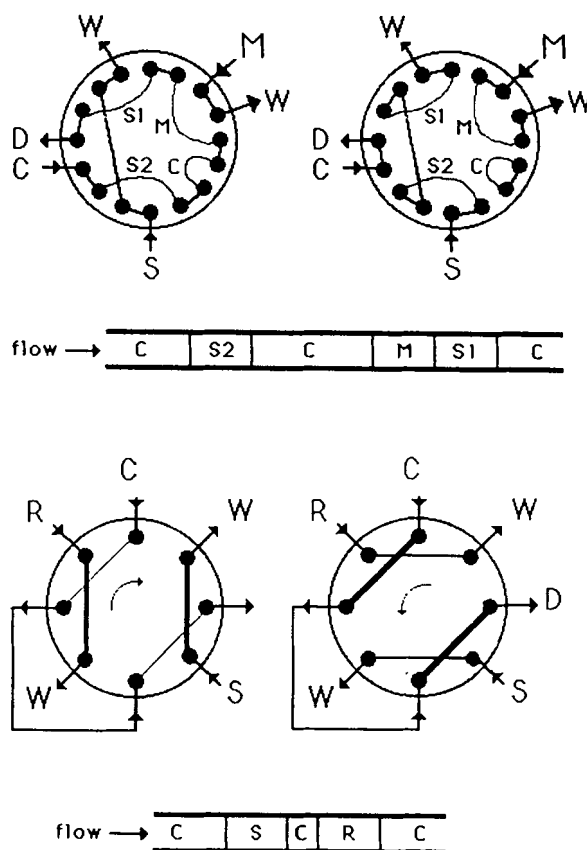 W M W M
S1 M W S1 M W
D D
C S2 C C S2 C
S S
flow → C S2 C M S1 C
C C
R W R W
D
W S W S
flow → C S C R C